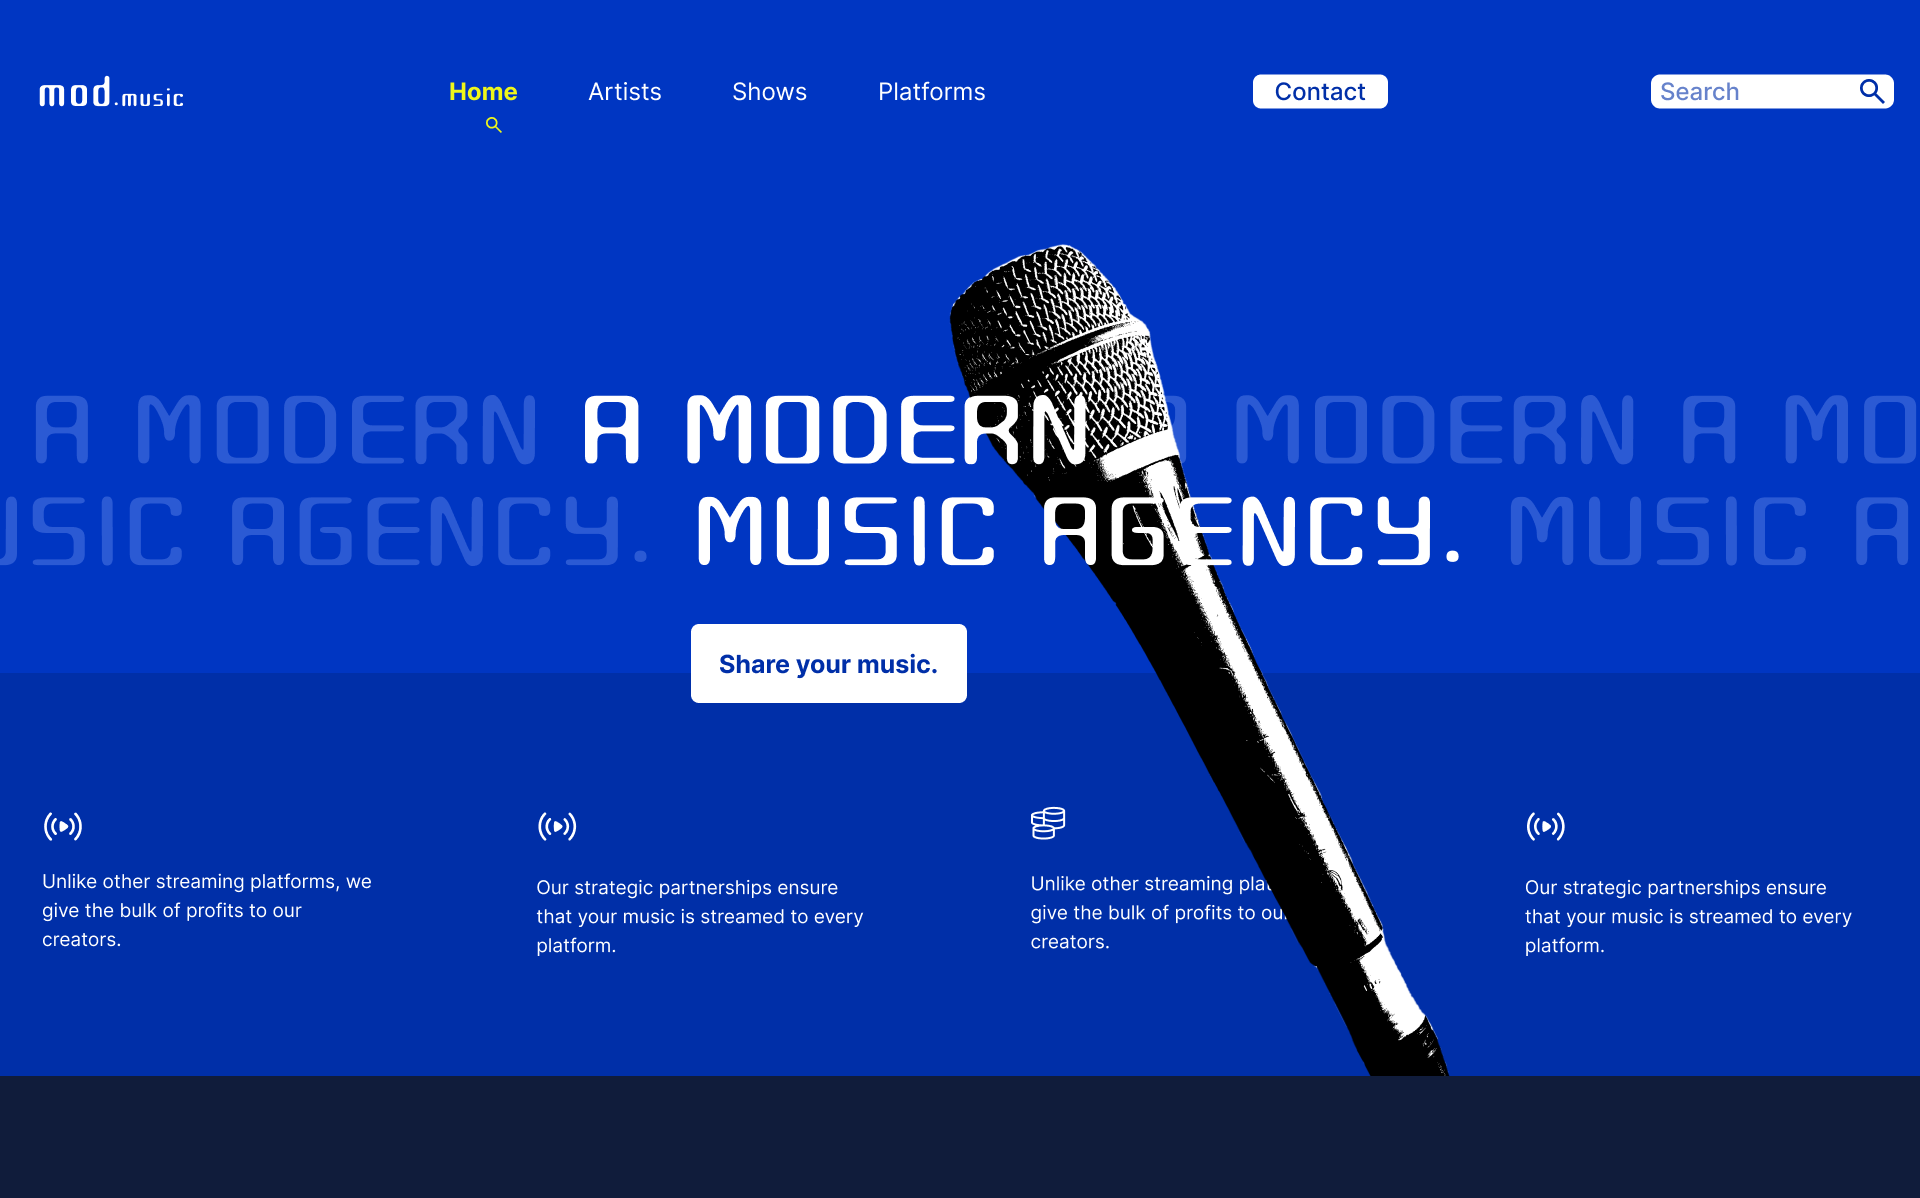 mod.music
Home Artists Shows Platforms Contact Search
A MODERN A MODERN A MODERN A MO
USIC AGENCY. MUSIC AGENCY. MUSIC A
Share your music.
Unlike other streaming platforms, we
give the bulk of profits to our
creators.
Our strategic partnerships ensure
that your music is streamed to every
platform.
Unlike other streaming pla
give the bulk of profits to ou
creators.
Our strategic partnerships ensure
that your music is streamed to every
platform.